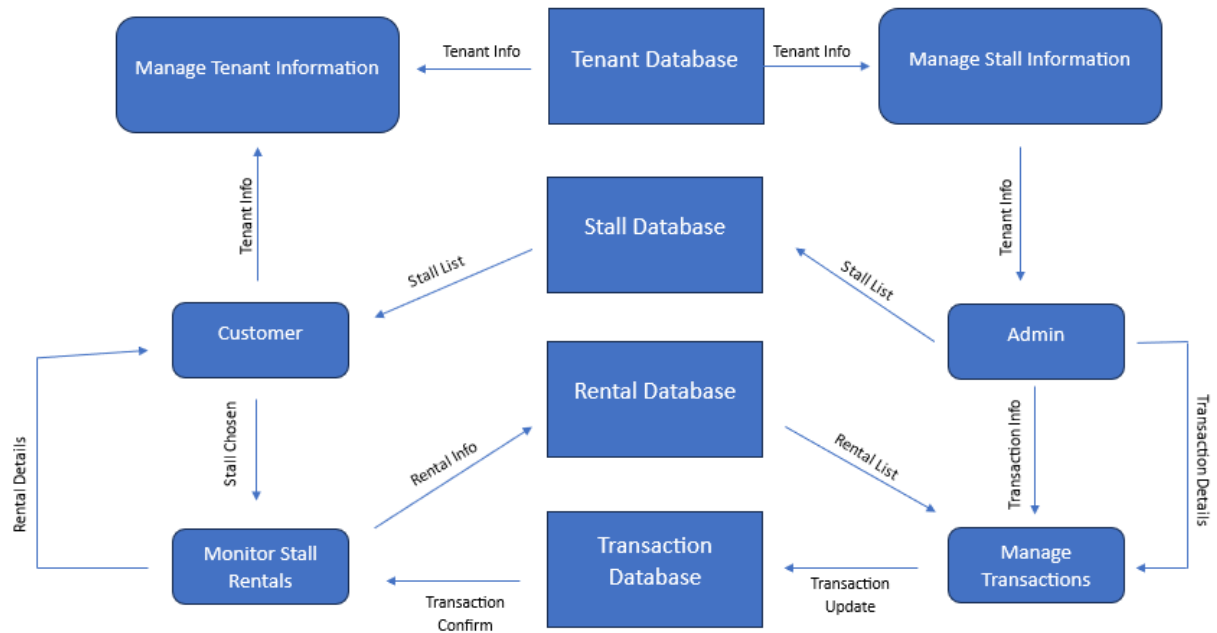 Manage Tenant Information
Tenant Info
Tenant Database
Tenant Info
Manage Stall Information
Tenant Info
Stall Database
Tenant Info
Stall List
Stall List
Customer
Admin
Rental Database
Rental Details
Stall Chosen
Rental Info
Rental List
Transaction Info
Transaction Details
Monitor Stall
Rentals
Transaction
Database
Manage
Transactions
Transaction
Confirm
Transaction
Update